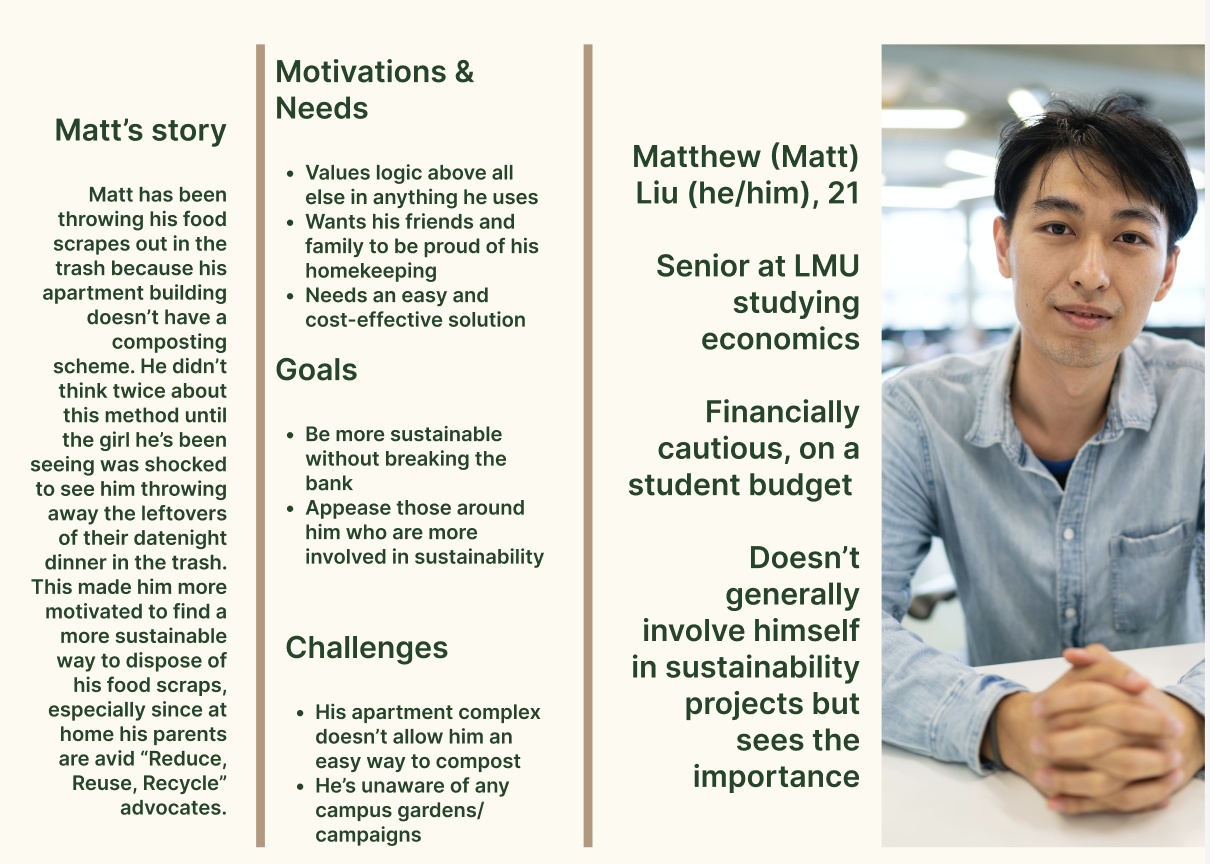 Matt’s story
Matt has been
throwing his food
scrapes out in the
trash because his
apartment building
doesn’t have a
composting
scheme. He didn’t
think twice about
this method until
the girl he’s been
seeing was shocked
to see him throwing
away the leftovers
of their datenight
dinner in the trash.
This made him more
motivated to find a
more sustainable
way to dispose of
his food scraps,
especially since at
home his parents
are avid “Reduce,
Reuse, Recycle”
advocates.
Motivations &
Needs
• Values logic above all
else in anything he uses
• Wants his friends and
family to be proud of his
homekeeping
• Needs an easy and
cost-effective solution
Goals
• Be more sustainable
without breaking the
bank
• Appease those around
him who are more
involved in sustainability
Challenges
• His apartment complex
doesn’t allow him an
easy way to compost
• He’s unaware of any
campus gardens/
campaigns
Matthew (Matt)
Liu (he/him), 21
Senior at LMU
studying
economics
Financially
cautious, on a
student budget
Doesn’t
generally
involve himself
in sustainability
projects but
sees the
importance